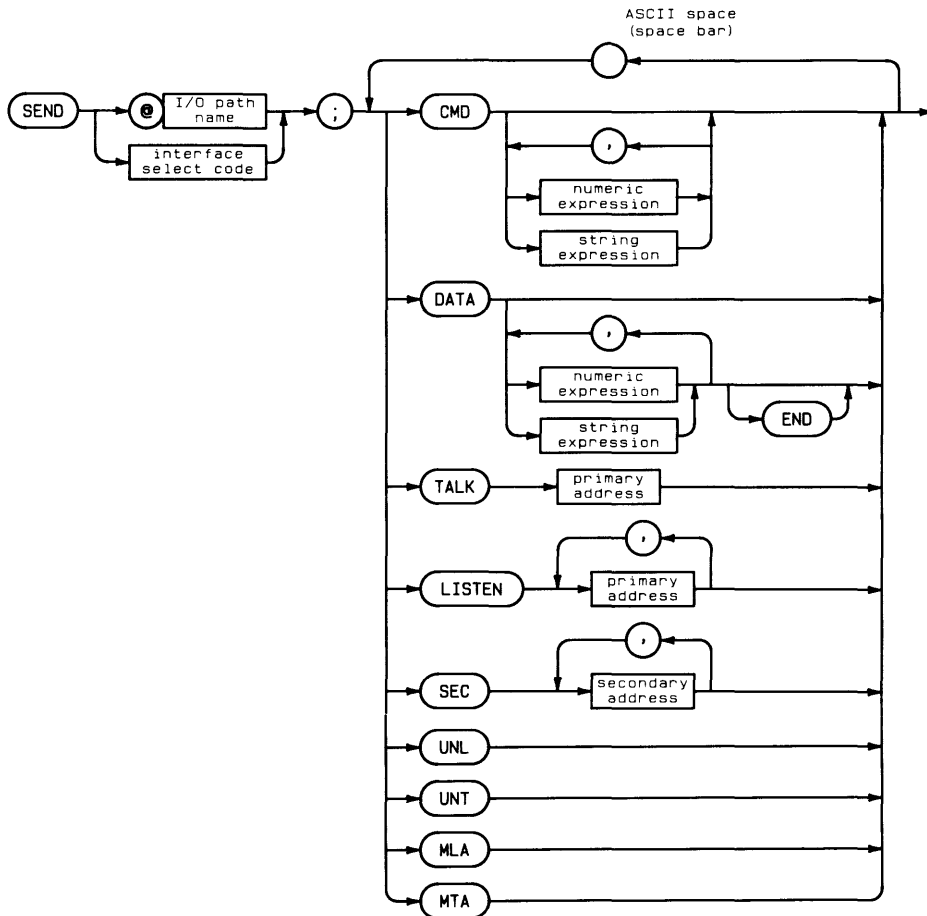 ASCII space
(space bar)
SEND
@
I/O path
name
;
interface
select code
CMD
,
numeric
expression
string
expression
DATA
,
numeric
expression
string
expression
END
TALK
primary
address
,
LISTEN
primary
address
,
SEC
secondary
address
UNL
UNT
MLA
MTA